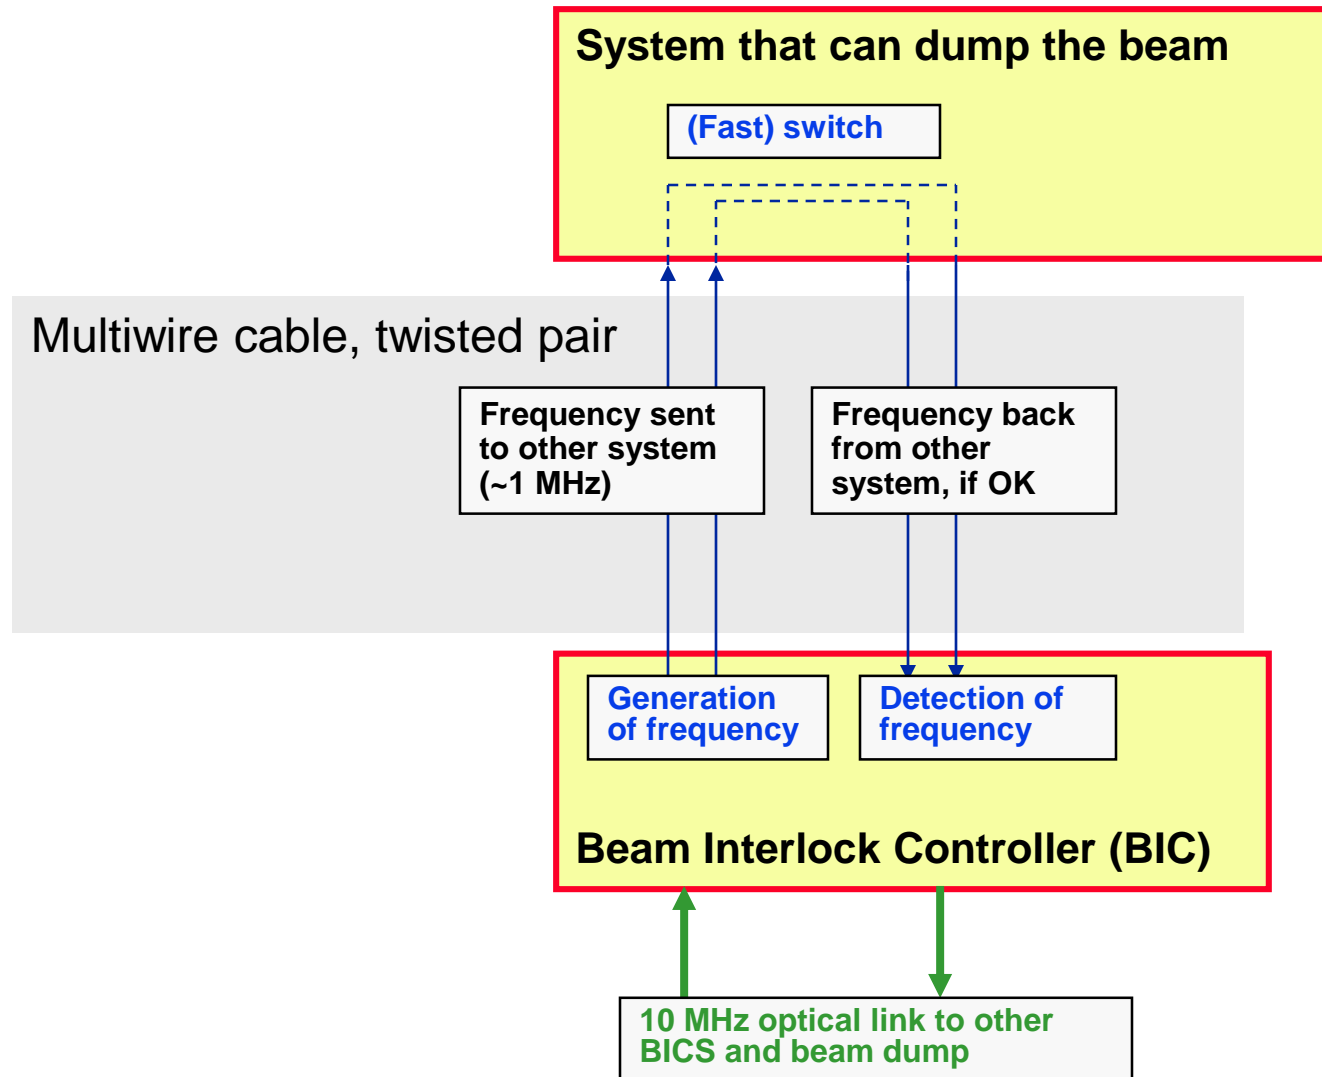 System that can dump the beam
(Fast) switch
Multiwire cable, twisted pair
Frequency sent
to other system
(~1 MHz)
Frequency back
from other
system, if OK
Generation
of frequency
Detection of
frequency
Beam Interlock Controller (BIC)
10 MHz optical link to other
BICS and beam dump